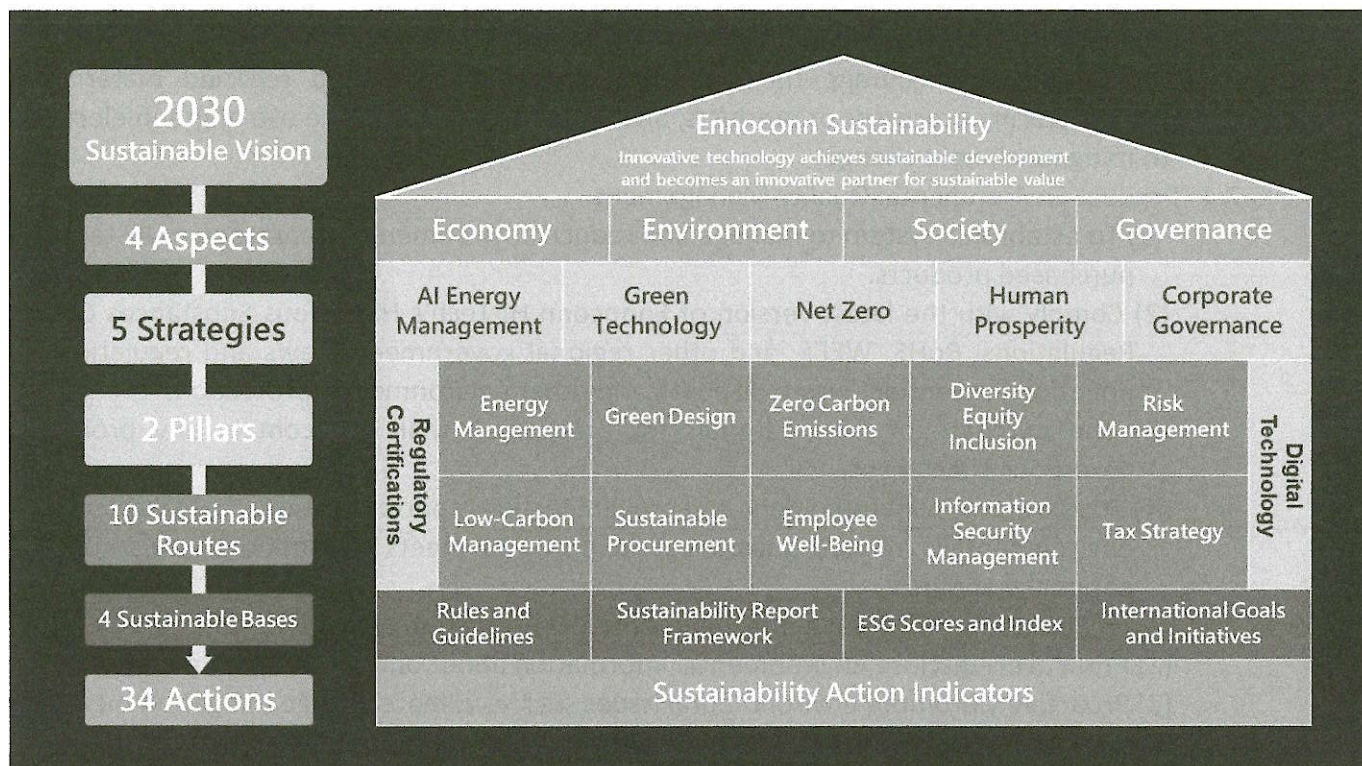 2030
Sustainable Vision
4 Aspects
5 Strategies
2 Pillars
10 Sustainable
Routes
4 Sustainable Bases
34 Actions
Ennoconn Sustainability
Innovative technology achieves sustainable development
and becomes an innovative partner for sustainable value
Economy
Environment
Society
Governance
AI Energy
Management
Green
Technology
Net Zero
Human
Prosperity
Corporate
Governance
Regulatory
Certifications
Energy
Mangement
Green Design
Zero Carbon
Emissions
Diversity
Equity
Inclusion
Risk
Management
Low-Carbon
Management
Sustainable
Procurement
Employee
Well-Being
Information
Security
Management
Tax Strategy
Digital
Technology
Rules and
Guidelines
Sustainability Report
Framework
ESG Scores and Index
International Goals
and Initiatives
Sustainability Action Indicators